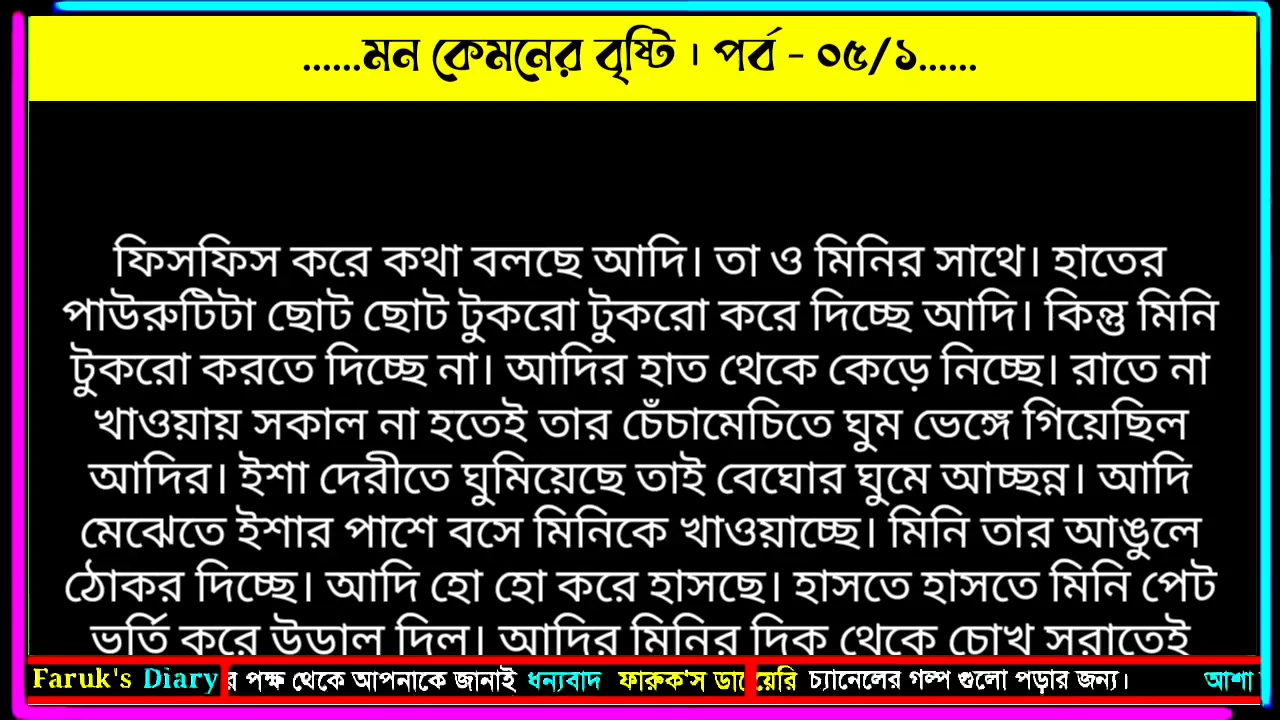 ......মন কেমনের বৃষ্টি । পর্ব - ০৫/১......
ফিসফিস করে কথা বলছে আদি। তা ও মিনির সাথে। হাতের
পাউরুটিটা ছোট ছোট টুকরো টুকরো করে দিচ্ছে আদি। কিন্তু মিনি
টুকরো করতে দিচ্ছে না। আদির হাত থেকে কেড়ে নিচ্ছে। রাতে না
খাওয়ায় সকাল না হতেই তার চেঁচামেচিতে ঘুম ভেঙ্গে গিয়েছিল
আদির। ইশা দেরীতে ঘুমিয়েছে তাই বেঘোর ঘুমে আচ্ছন্ন। আদি
মেঝেতে ইশার পাশে বসে মিনিকে খাওয়াচ্ছে। মিনি তার আঙুলে
ঠোকর দিচ্ছে। আদি হো হো করে হাসছে। হাসতে হাসতে মিনি পেট
ভর্তি করে উড়াল দিল। আদির মিনির দিক থেকে চোখ সরাতেই
Faruk's Diary র পক্ষ থেকে আপনাকে জানাই ধন্যবাদ ফারুক'স ডায়েরি চ্যানেলের গল্প গুলো পড়ার জন্য। আশা